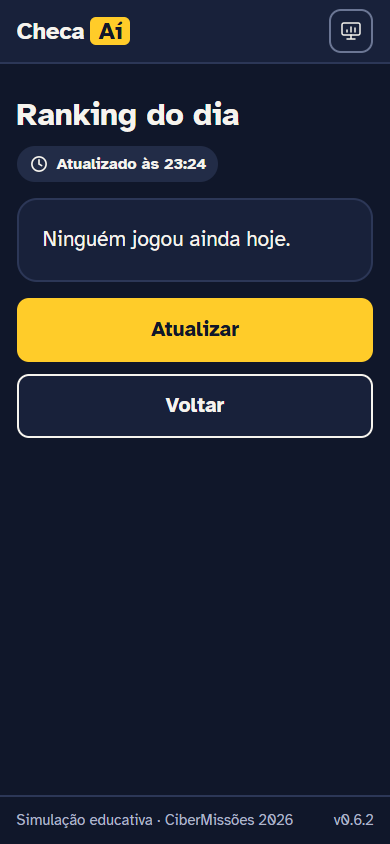 Checa Aí
Ranking do dia
Atualizado às 23:24
Ninguém jogou ainda hoje.
Atualizar
Voltar
Simulação educativa · CiberMissões 2026 v0.6.2